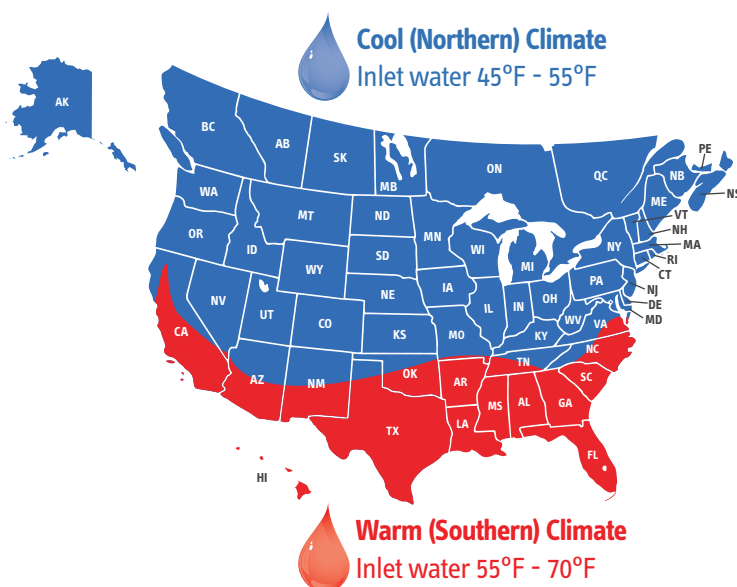 Cool (Northern) Climate
Inlet water 45°F - 55°F
AK
BC
AB
SK
MB
ON
QC
PE
NB
NS
ME
VT
NH
MA
RI
CT
NJ
DE
MD
WA
MT
ND
MN
WI
MI
NY
OR
ID
WY
SD
IA
PA
NV
UT
CO
NE
KS
MO
IL
IN
OH
KY
WV
VA
CA
AZ
NM
OK
AR
TN
NC
SC
TX
LA
MS
AL
GA
FL
HI
Warm (Southern) Climate
Inlet water 55°F - 70°F